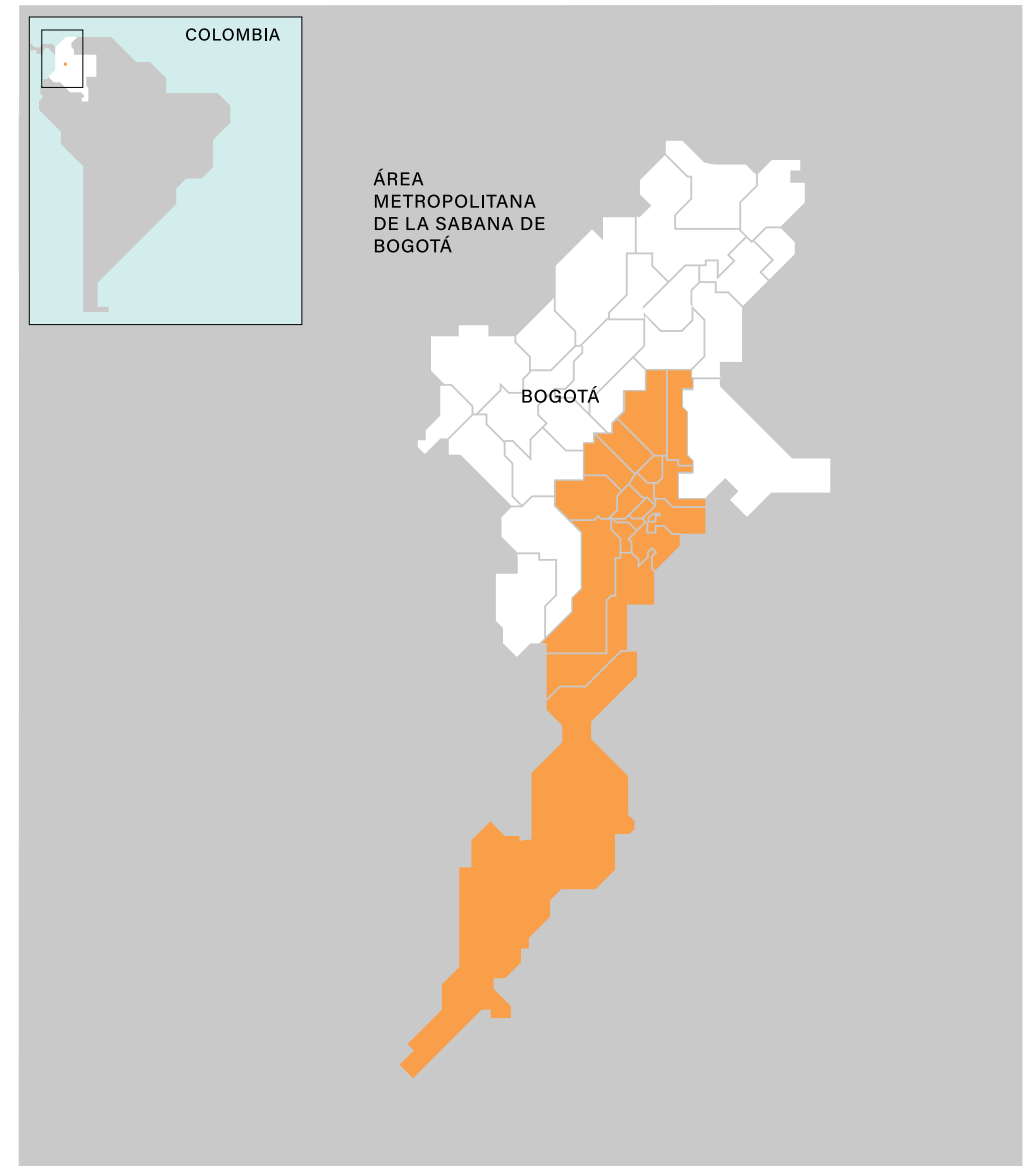 COLOMBIA
ÁREA
METROPOLITANA
DE LA SABANA DE
BOGOTÁ
BOGOTÁ